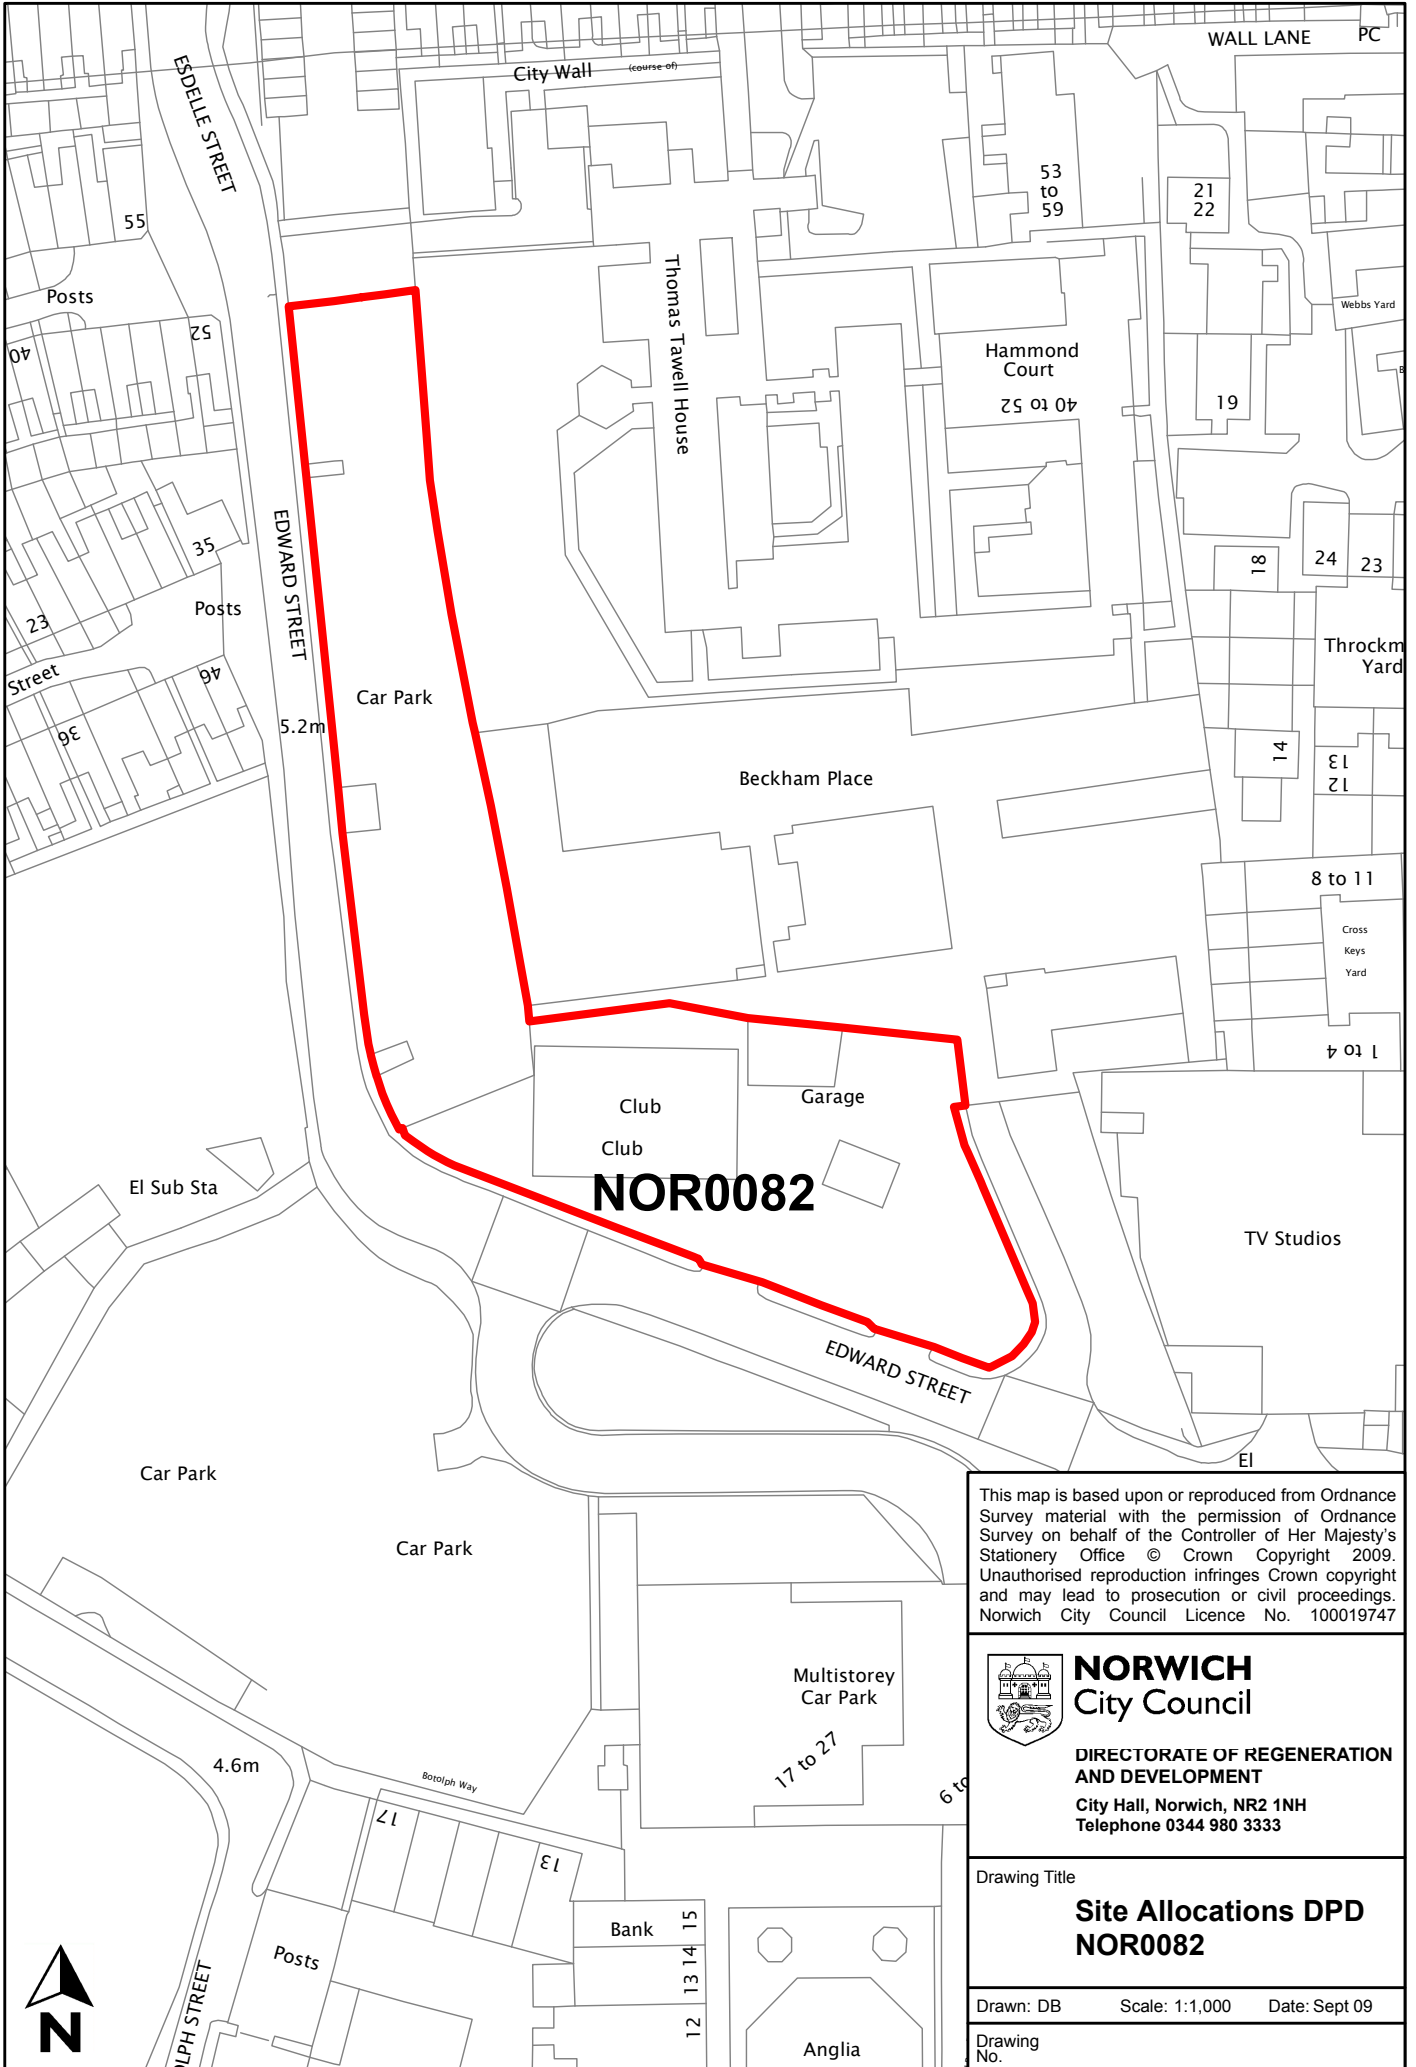 WALL LANE
PC
City Wall
(course of)
ESDELLE STREET
53
to
59
21
22
55
Posts
Thomas Tawell House
Webbs Yard
52
40
Hammond
Court
40 to 52
19
EDWARD STREET
35
18
24
23
Posts
23
Throckm
Yard
Street
46
Car Park
5.2m
36
14
13
12
Beckham Place
8 to 11
Cross
Keys
Yard
1 to 4
Club
Garage
Club
NOR0082
El Sub Sta
TV Studios
EDWARD STREET
El
Car Park
Car Park
This map is based upon or reproduced from Ordnance
Survey material with the permission of Ordnance
Survey on behalf of the Controller of Her Majesty's
Stationery Office © Crown Copyright 2009.
Unauthorised reproduction infringes Crown copyright
and may lead to prosecution or civil proceedings.
Norwich City Council Licence No. 100019747
Multistorey
Car Park
17 to 27
6 to
NORWICH
City Council
DIRECTORATE OF REGENERATION
AND DEVELOPMENT
City Hall, Norwich, NR2 1NH
Telephone 0344 980 3333
4.6m
Botolph Way
17
13
Drawing Title
Site Allocations DPD
NOR0082
Bank
15
13 14
12
Posts
OLPH STREET
N
Anglia
Drawn: DB
Scale: 1:1,000
Date: Sept 09
Drawing
No.